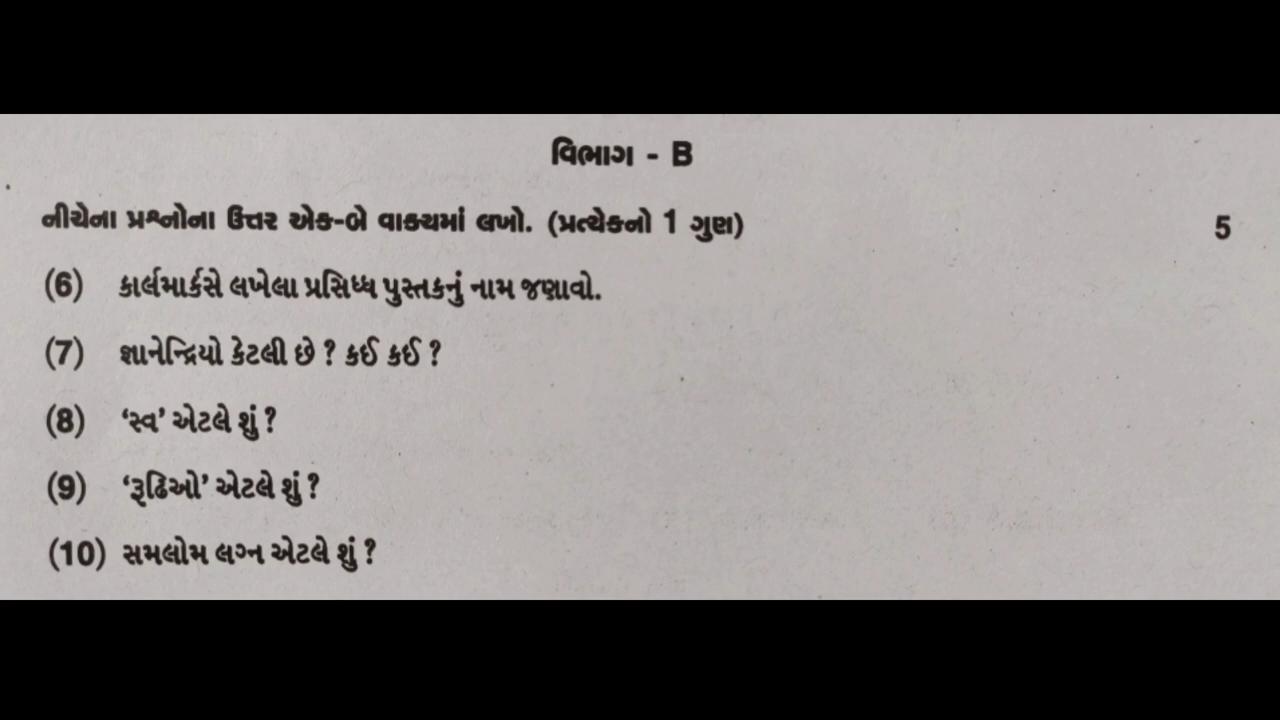 વિભાગ - B
નીચેના પ્રશ્નોના ઉત્તર એક-બે વાક્યમાં લખો. (પ્રત્યેકનો 1 ગુણ) 5
(6) કાર્લમાર્કસે લખેલા પ્રસિધ્ધ પુસ્તકનું નામ જણાવો.
(7) જ્ઞાનેન્દ્રિયો કેટલી છે ? કઈ કઈ ?
(8) ‘સ્વ’ એટલે શું ?
(9) ‘રૂઢિઓ’ એટલે શું ?
(10) સમલોમ લગ્ન એટલે શું ?